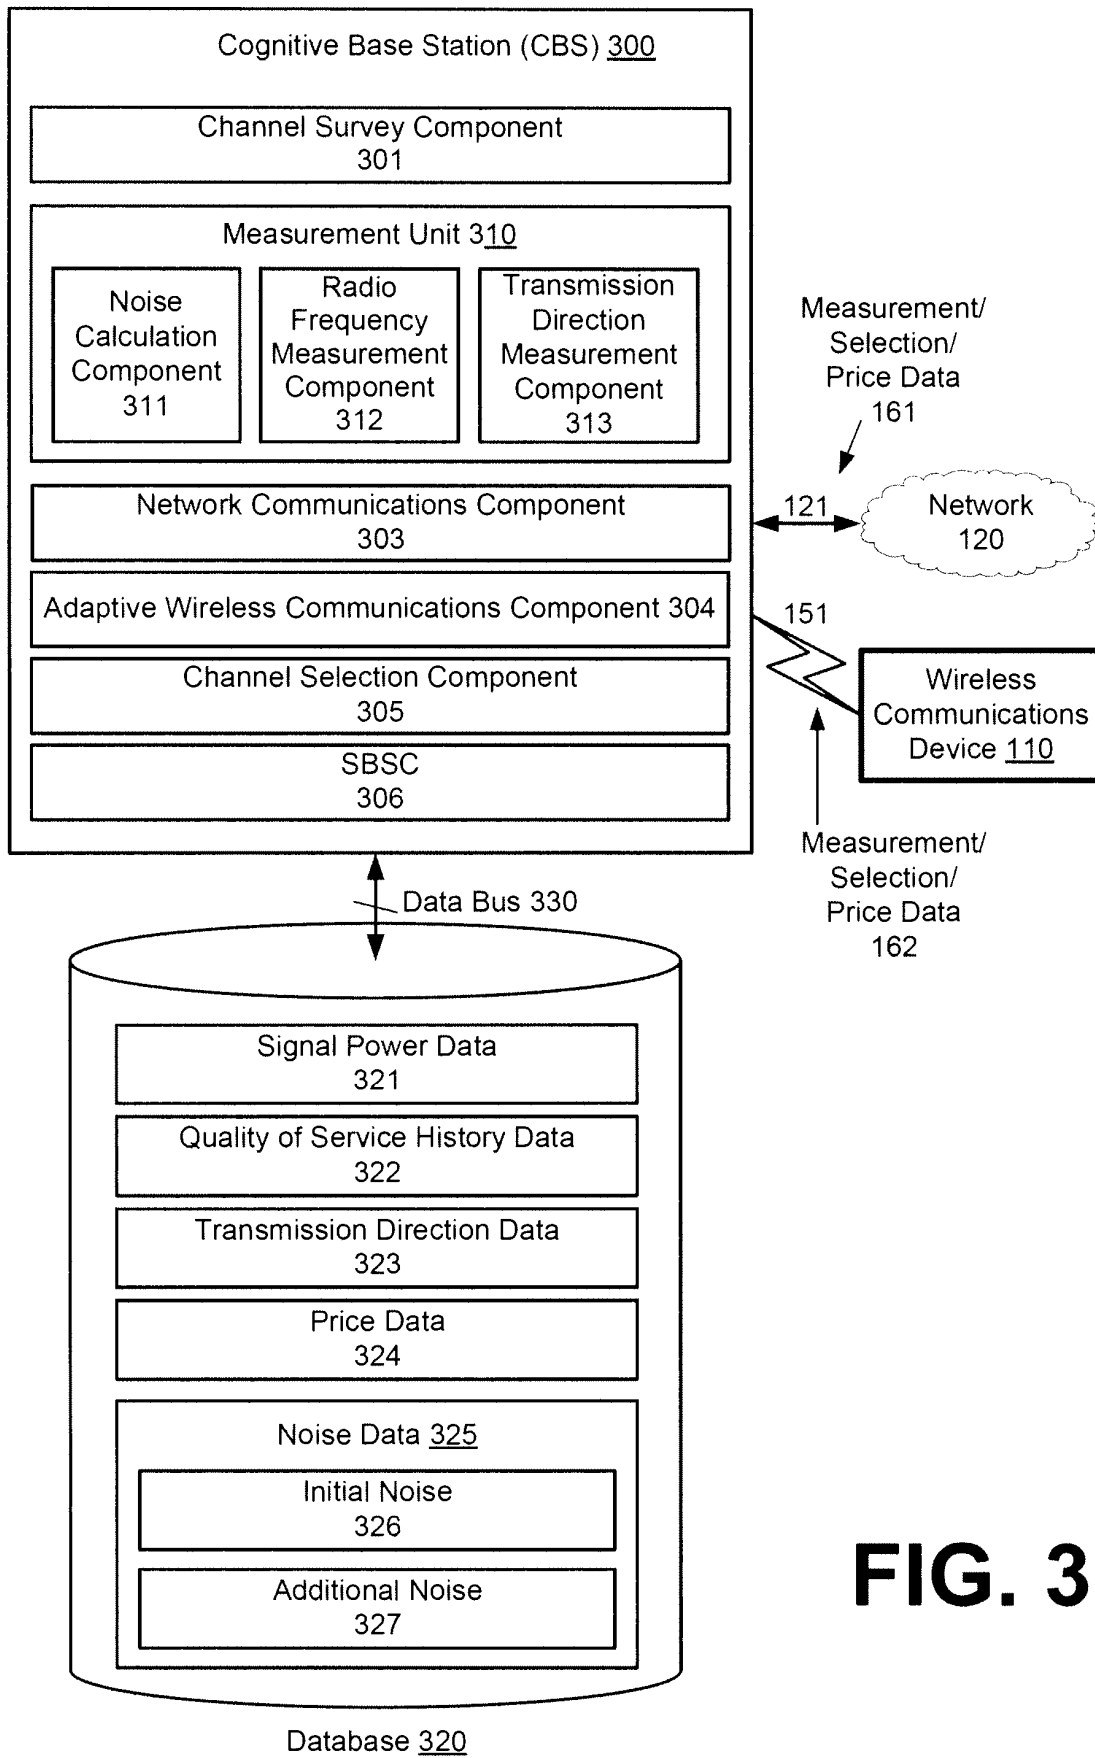 Cognitive Base Station (CBS) 300
Channel Survey Component
301
Measurement Unit 310
Noise
Calculation
Component
311
Radio
Frequency
Measurement
Component
312
Transmission
Direction
Measurement
Component
313
Measurement/
Selection/
Price Data
161
Network Communications Component
303
121
Network
120
Adaptive Wireless Communications Component 304
151
Channel Selection Component
305
Wireless
Communications
Device 110
SBSC
306
Measurement/
Selection/
Price Data
162
Data Bus 330
Signal Power Data
321
Quality of Service History Data
322
Transmission Direction Data
323
Price Data
324
Noise Data 325
Initial Noise
326
Additional Noise
327
FIG. 3
Database 320